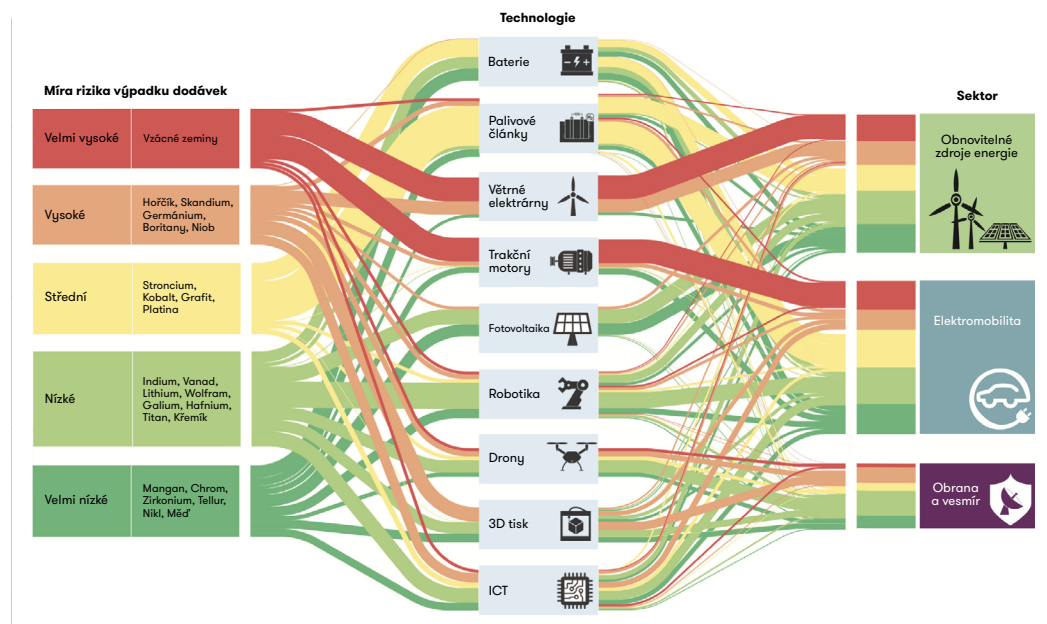 Technologie
Míra rizika výpadku dodávek
Velmi vysoké
Vzácné zeminy
Vysoké
Hořčík, Skandium,
Germánium,
Boritany, Niob
Střední
Stroncium,
Kobalt, Grafit,
Platina
Nízké
Indium, Vanad,
Lithium, Wolfram,
Galium, Hafnium,
Titan, Křemík
Velmi nízké
Mangan, Chrom,
Zirkonium, Tellur,
Nikl, Měď
Baterie
Palivové
články
Větrné
elektrárny
Trakční
motory
Fotovoltaika
Robotika
Drony
3D tisk
ICT
Sektor
Obnovitelné
zdroje energie
Elektromobilita
Obrana
a vesmír